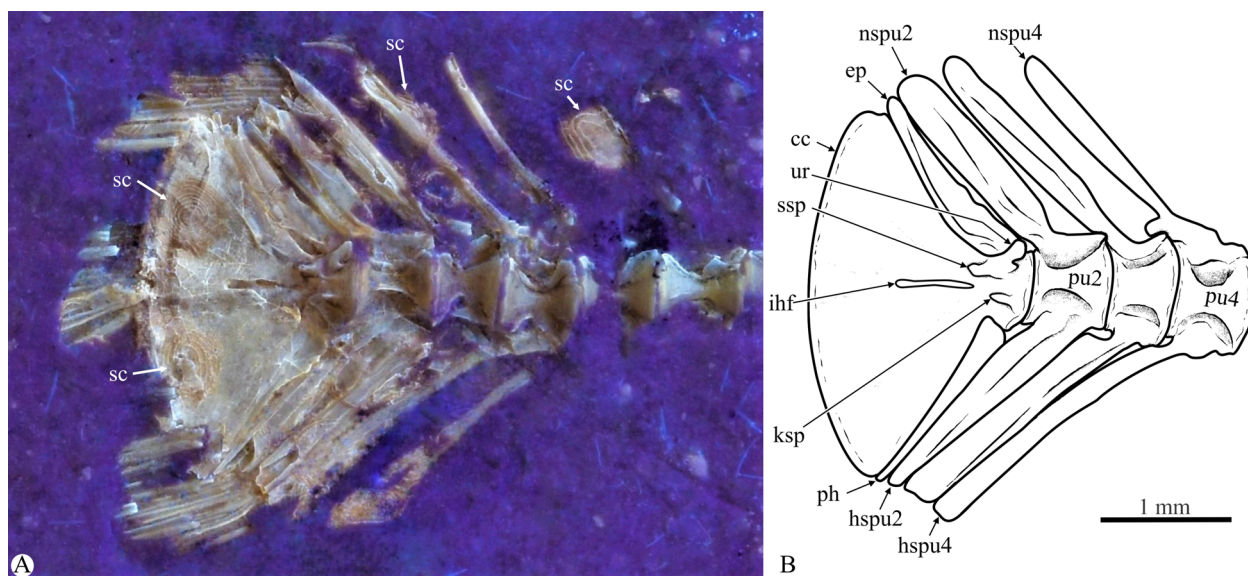 sc
sc
sc
sc
A
B
nspu4
nspu2
ep
cc
ur
ssp
pu2
pu4
ihf
ksp
ph
hspu2
hspu4
1 mm